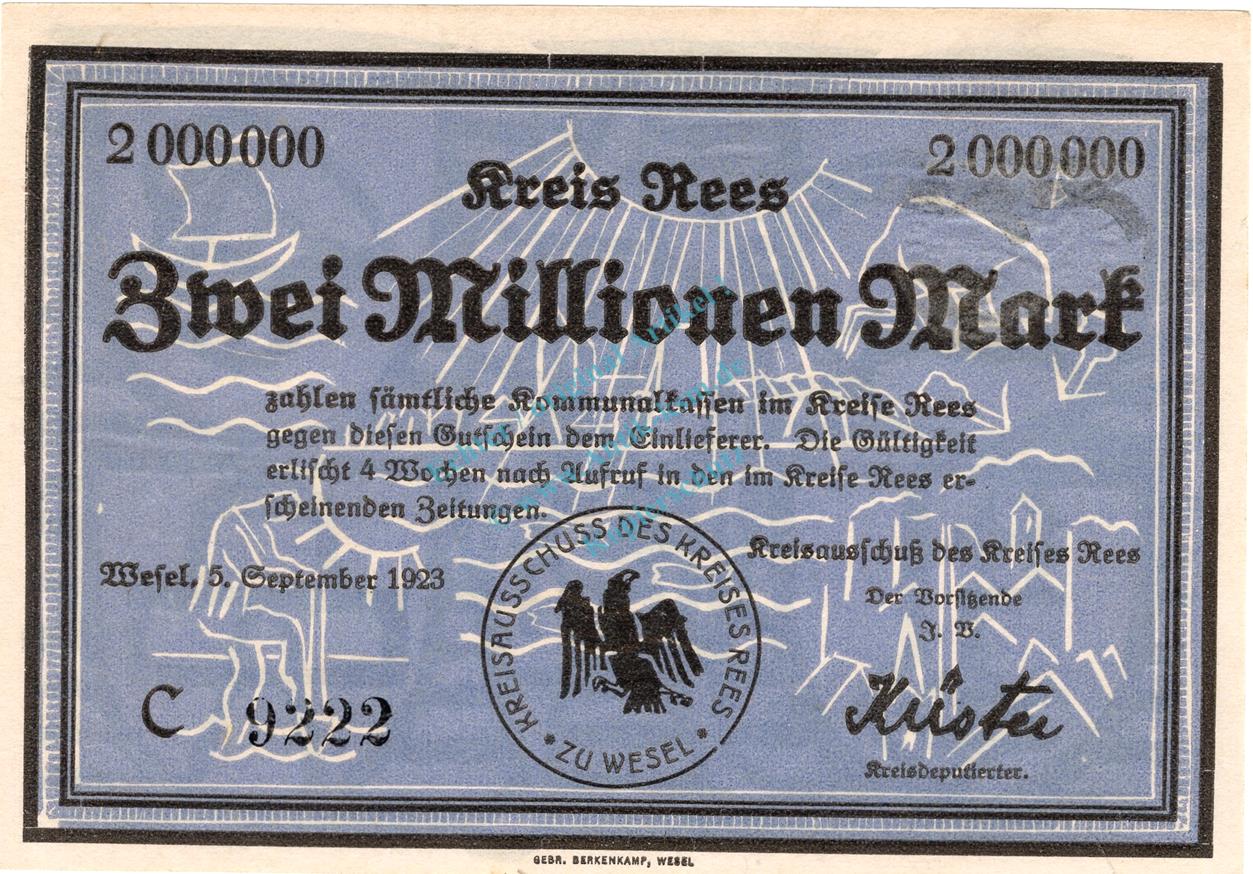 2 000 000
2 000 000
Kreis Rees
Zwei Millionen Mark
zahlen sämtliche Kommunalkassen im Kreise Rees
gegen diesen Gutschein dem Einlieferer. Die Gültigkeit
erlischt 4 Wochen nach Aufruf in den im Kreise Rees er-
scheinenden Zeitungen.
Wesel, 5. September 1923
Kreisausschuß des Kreises Rees
Der Vorsitzende
J. V.
Küster
Kreisdeputierter.
C 9222
KREISAUSSCHUSS DES KREISES REES
* ZU WESEL *
GEBR. BERKENKAMP, WESEL